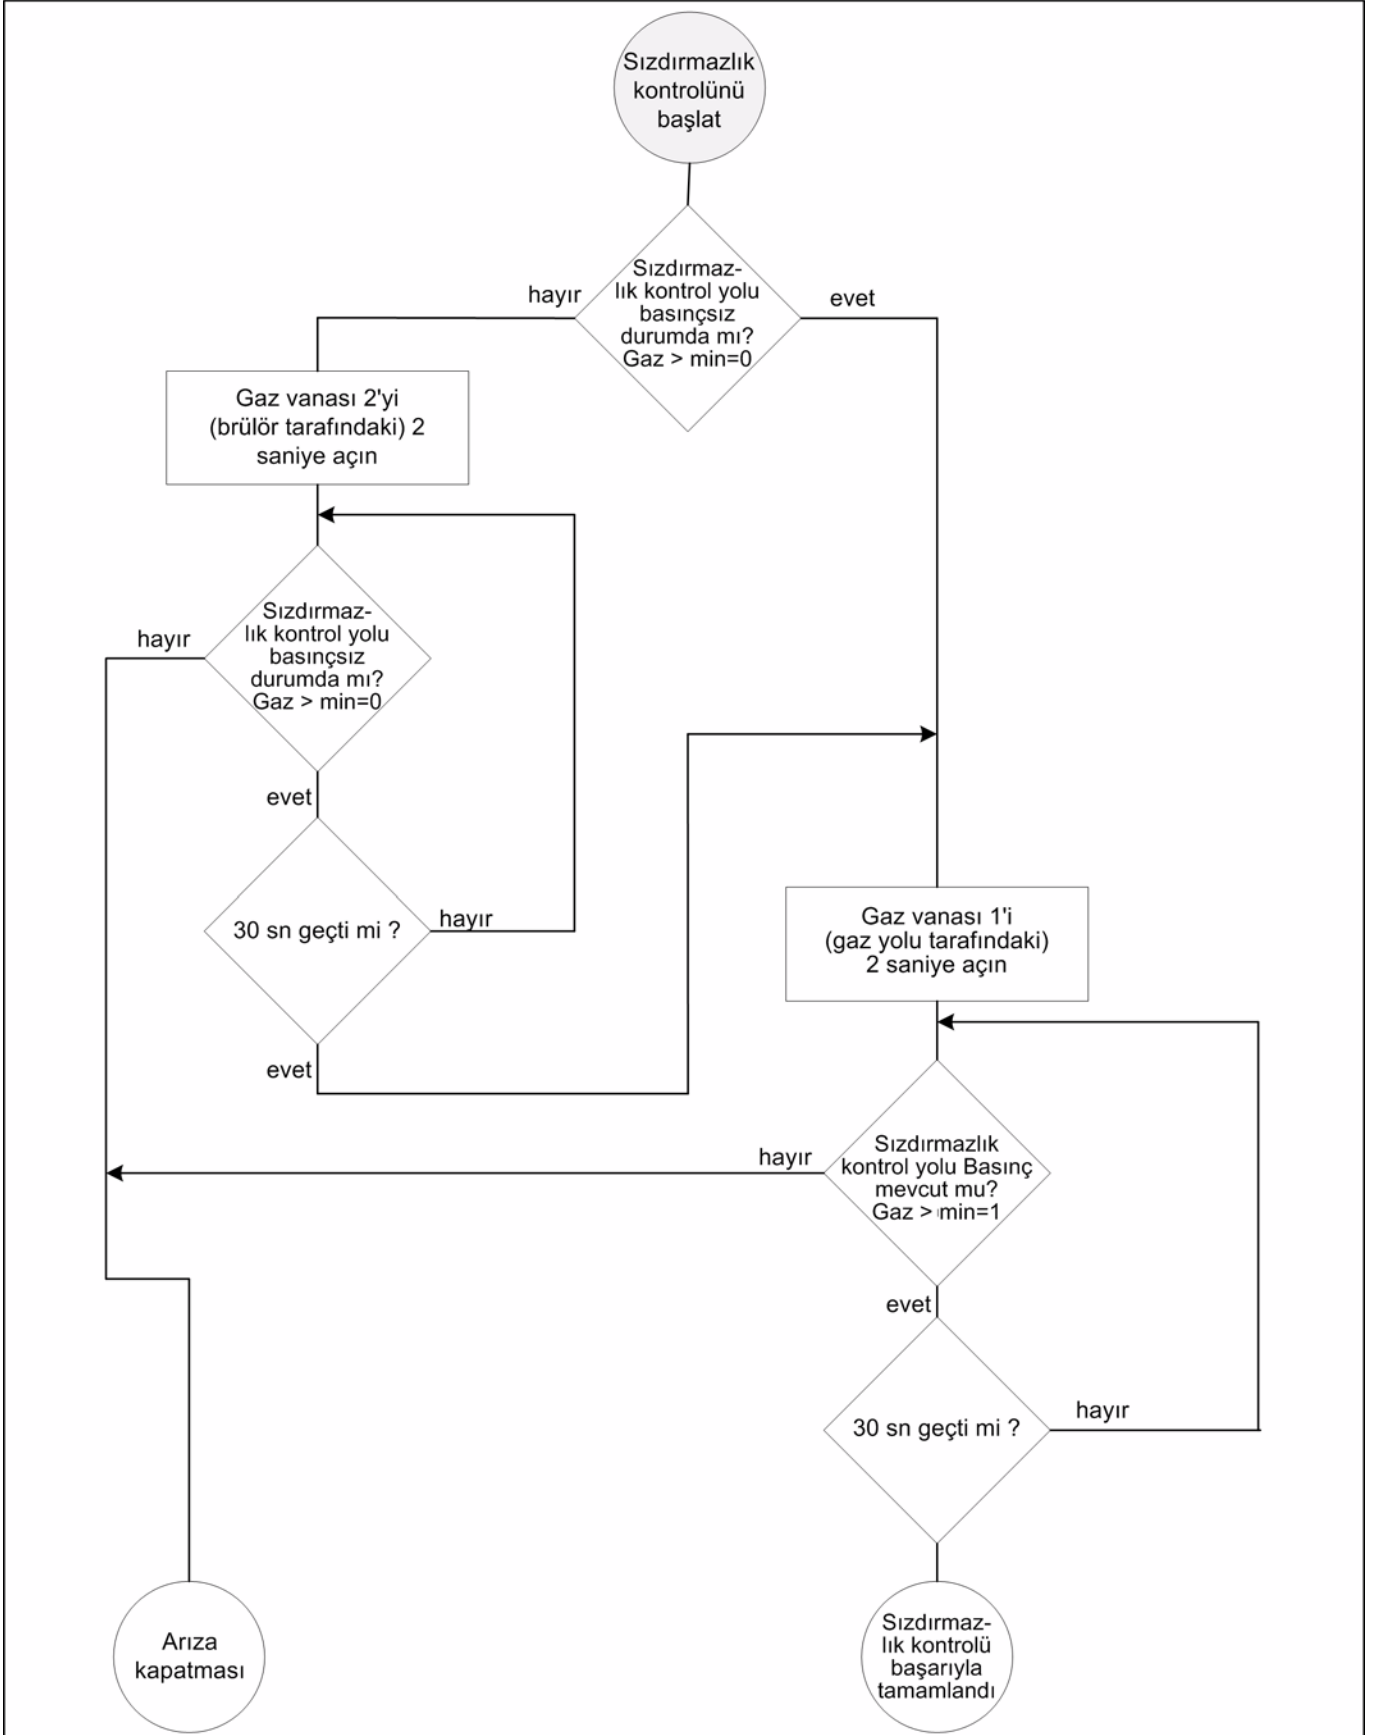 Sızdırmazlık
kontrolünü
başlat
Sızdırmaz-
lık kontrol yolu
basınçsız
durumda mı?
Gaz > min=0
hayır
evet
Gaz vanası 2'yi
(brülör tarafındaki) 2
saniye açın
Sızdırmaz-
lık kontrol yolu
basınçsız
durumda mı?
Gaz > min=0
hayır
evet
30 sn geçti mi ?
hayır
evet
Gaz vanası 1'i
(gaz yolu tarafındaki)
2 saniye açın
Sızdırmazlık
kontrol yolu Basınç
mevcut mu?
Gaz > min=1
hayır
evet
30 sn geçti mi ?
hayır
Arıza
kapatması
Sızdırmaz-
lık kontrolü
başarıyla
tamamlandı